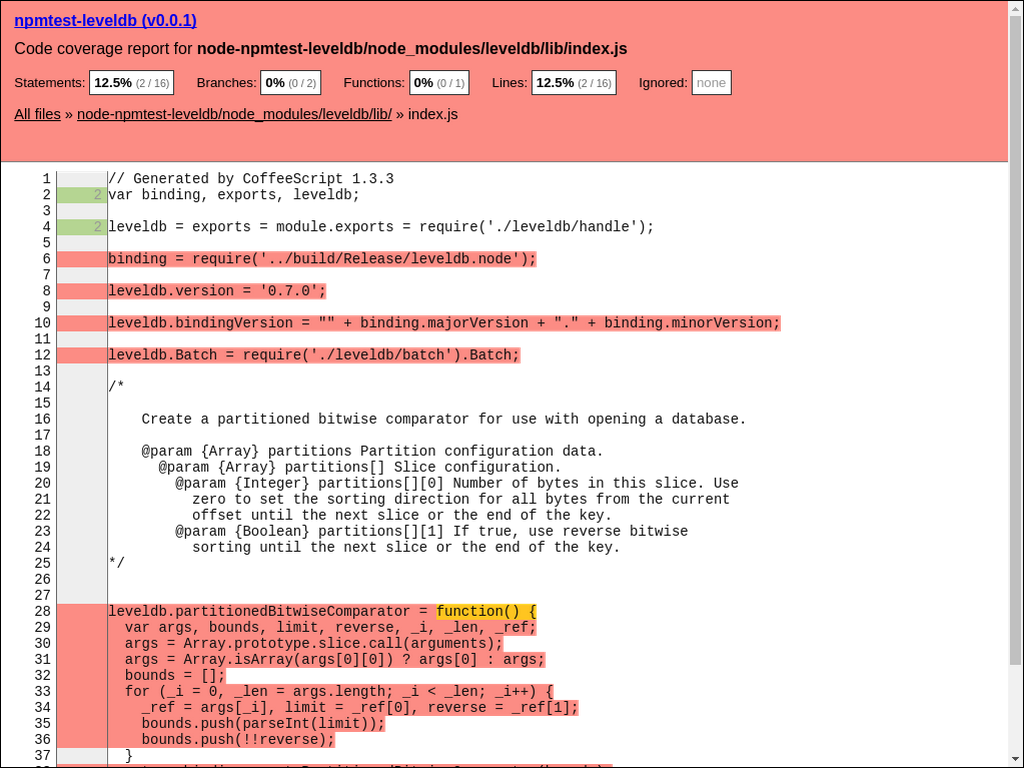 npmtest-leveldb (v0.0.1)
Code coverage report for node-npmtest-leveldb/node_modules/leveldb/lib/index.js
Statements: 12.5% (2 / 16) Branches: 0% (0 / 2) Functions: 0% (0 / 1) Lines: 12.5% (2 / 16) Ignored: none
All files » node-npmtest-leveldb/node_modules/leveldb/lib/ » index.js
1 // Generated by CoffeeScript 1.3.3
2 2 var binding, exports, leveldb;
3
4 2 leveldb = exports = module.exports = require('./leveldb/handle');
5
6 binding = require('../build/Release/leveldb.node');
7
8 leveldb.version = '0.7.0';
9
10 leveldb.bindingVersion = "" + binding.majorVersion + "." + binding.minorVersion;
11
12 leveldb.Batch = require('./leveldb/batch').Batch;
13
14 /*
15
16 Create a partitioned bitwise comparator for use with opening a database.
17
18 @param {Array} partitions Partition configuration data.
19 @param {Array} partitions[] Slice configuration.
20 @param {Integer} partitions[][0] Number of bytes in this slice. Use
21 zero to set the sorting direction for all bytes from the current
22 offset until the next slice or the end of the key.
23 @param {Boolean} partitions[][1] If true, use reverse bitwise
24 sorting until the next slice or the end of the key.
25 */
26
27
28 leveldb.partitionedBitwiseComparator = function() {
29 var args, bounds, limit, reverse, _i, _len, _ref;
30 args = Array.prototype.slice.call(arguments);
31 args = Array.isArray(args[0][0]) ? args[0] : args;
32 bounds = [];
33 for (_i = 0, _len = args.length; _i < _len; _i++) {
34 _ref = args[_i], limit = _ref[0], reverse = _ref[1];
35 bounds.push(parseInt(limit));
36 bounds.push(!!reverse);
37 }